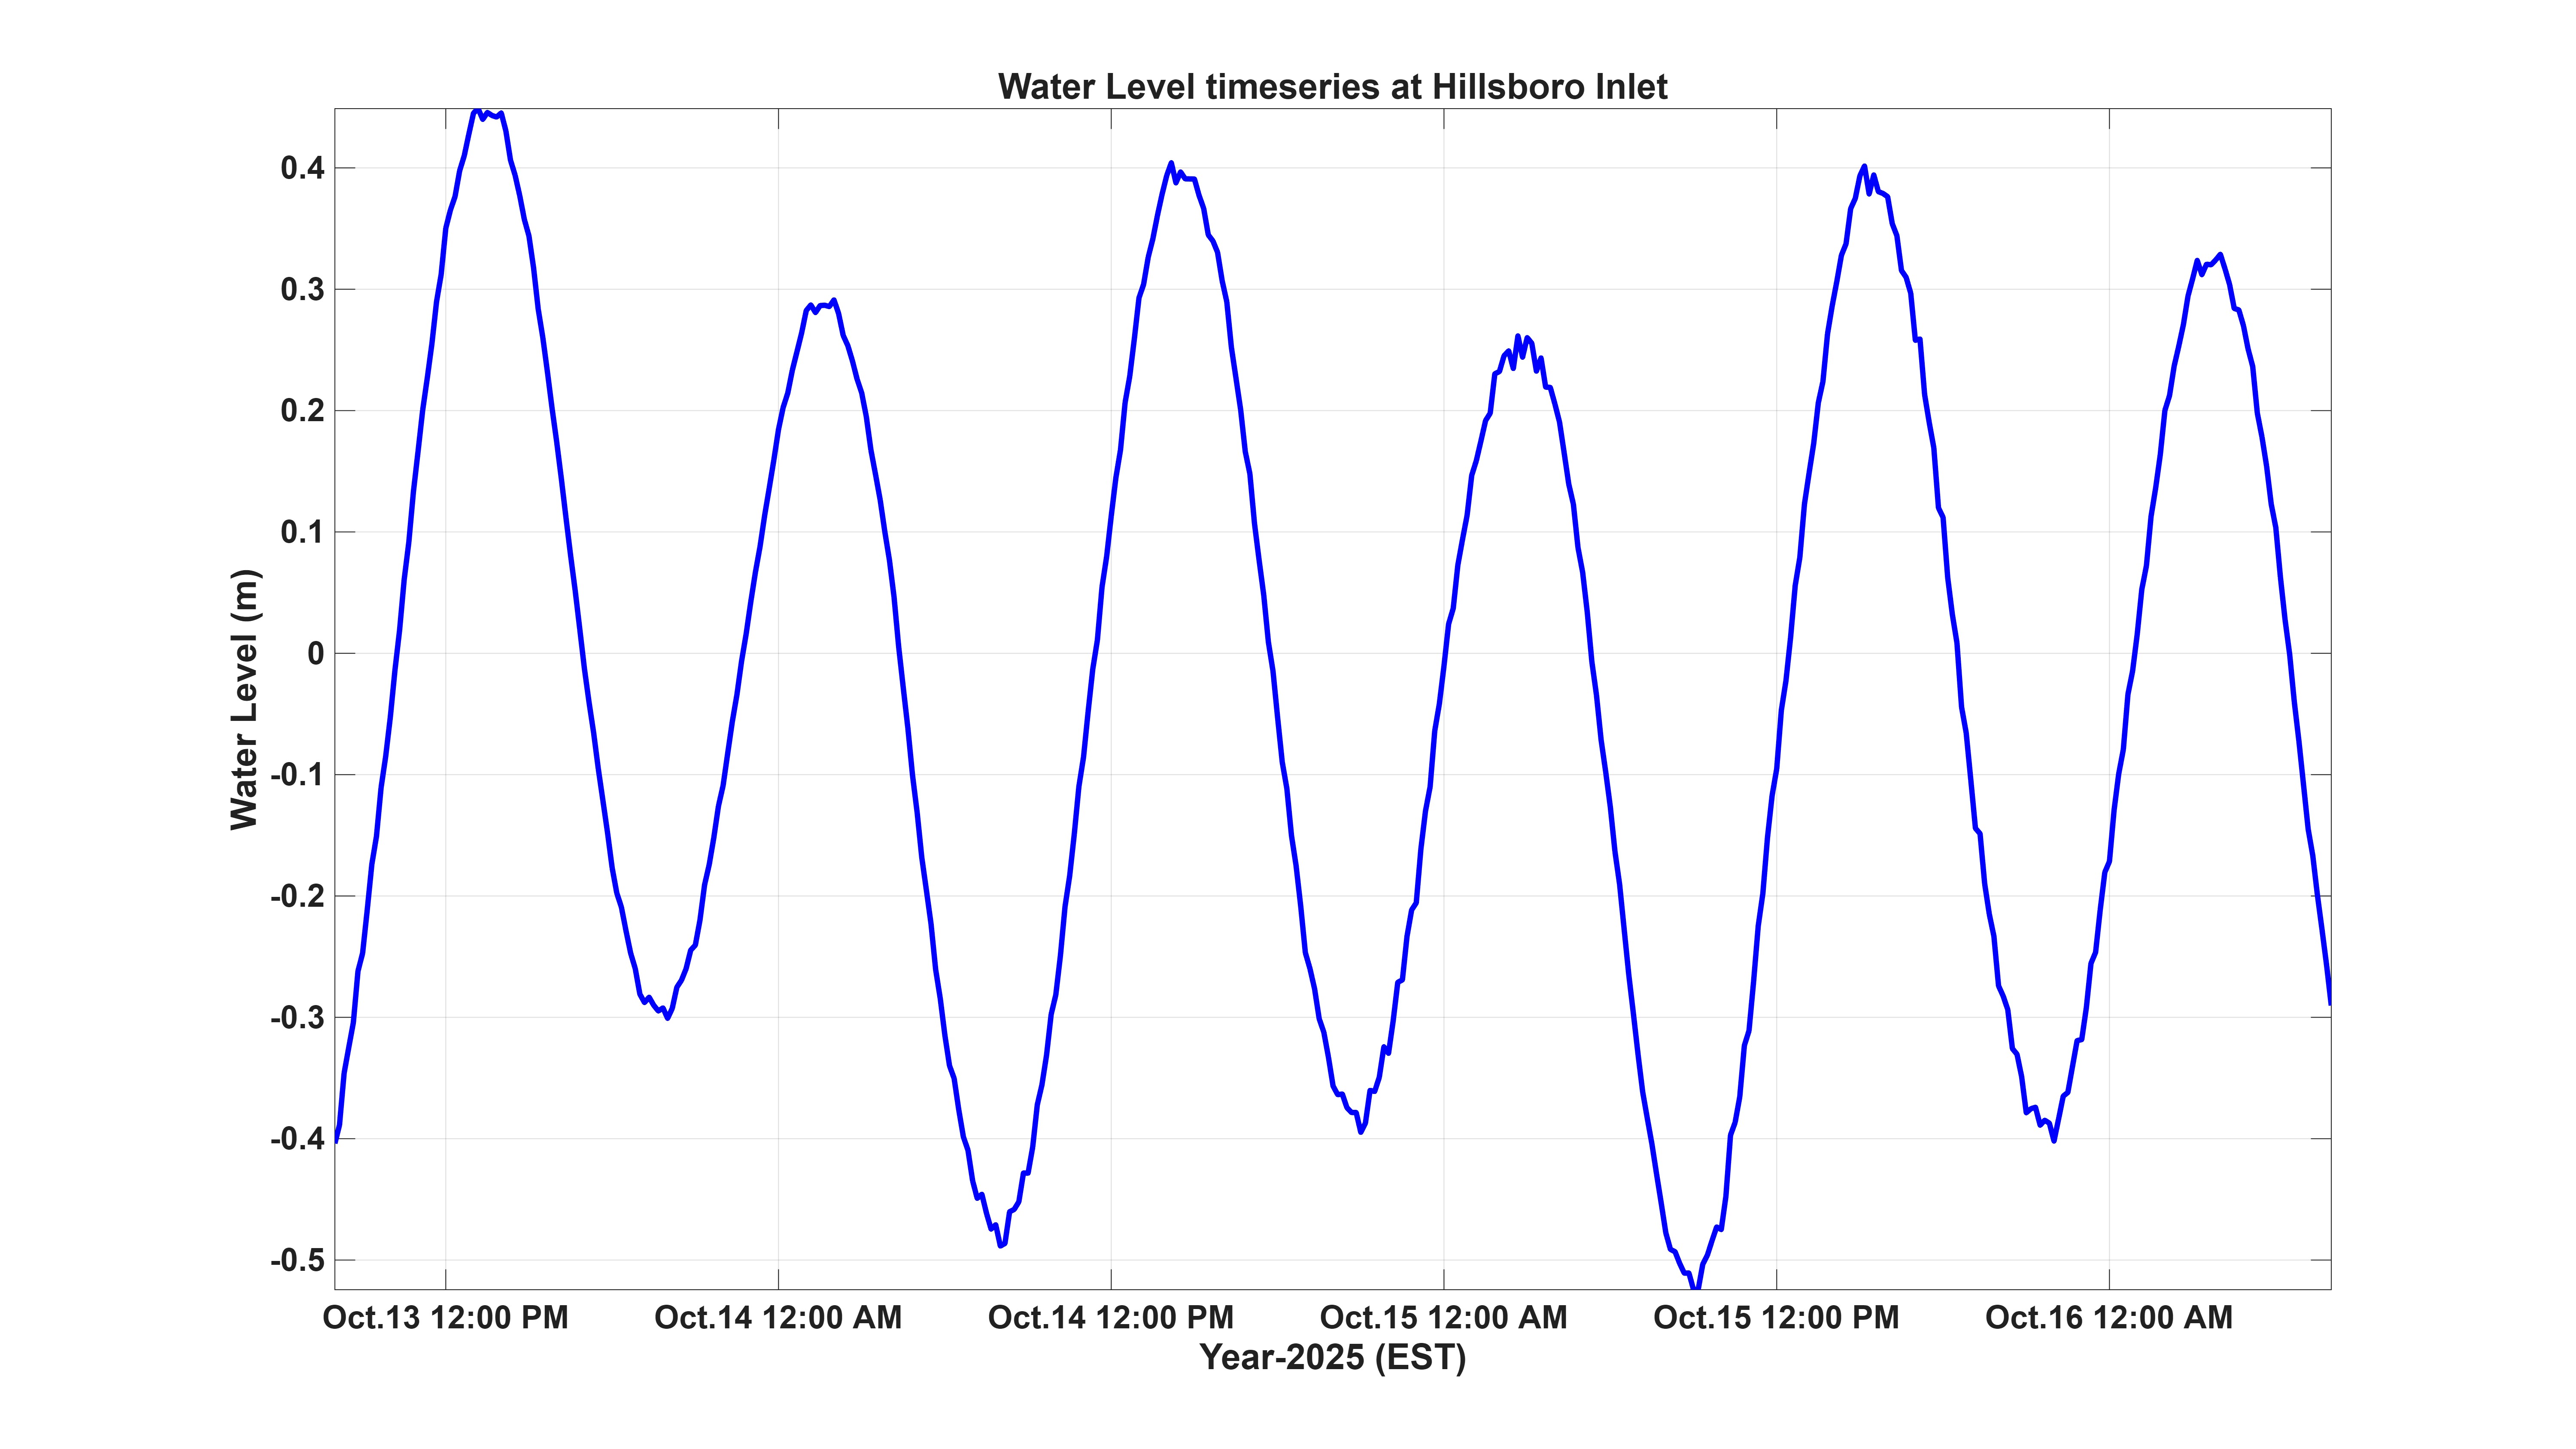 Water Level timeseries at Hillsboro Inlet
0.4
0.3
0.2
0.1
0
-0.1
-0.2
-0.3
-0.4
-0.5
Water Level (m)
Oct.13 12:00 PM
Oct.14 12:00 AM
Oct.14 12:00 PM
Oct.15 12:00 AM
Oct.15 12:00 PM
Oct.16 12:00 AM
Year-2025 (EST)